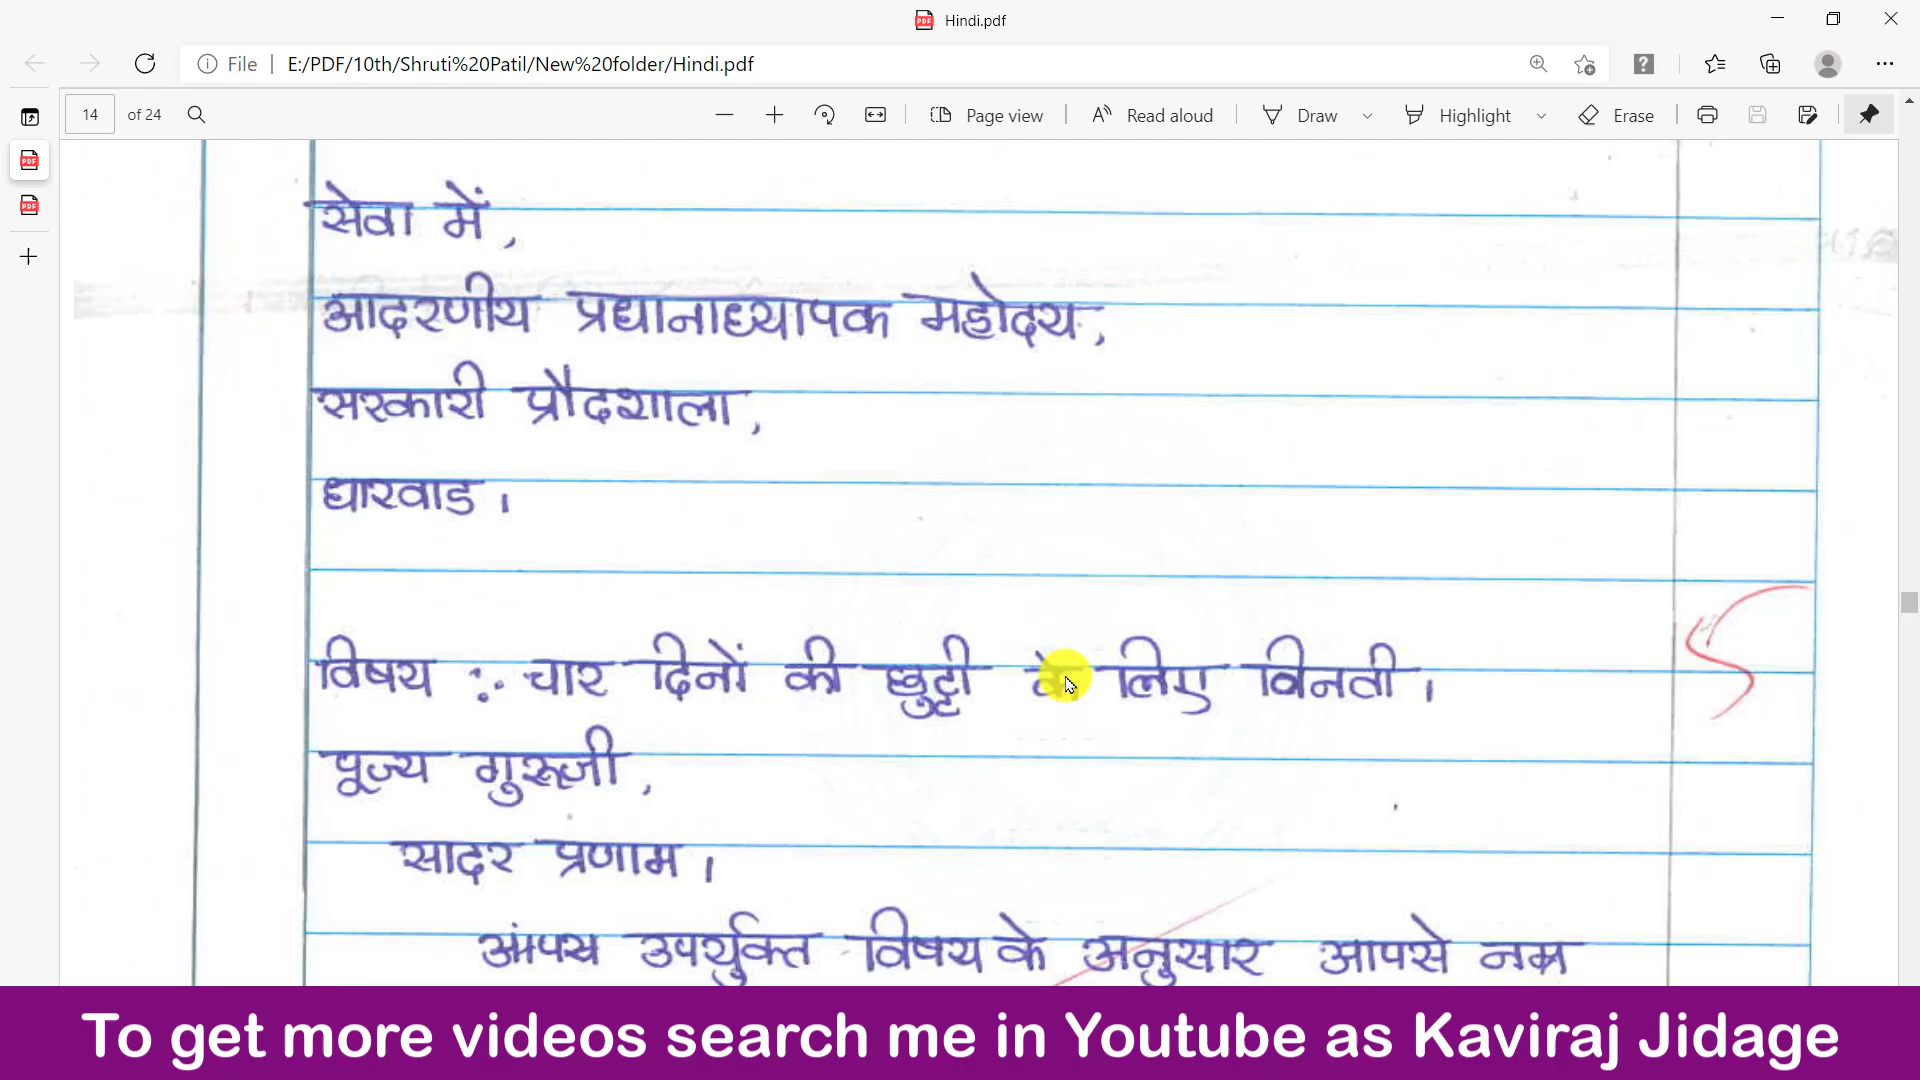 Hindi.pdf
File E:/PDF/10th/Shruti%20Patil/New%20folder/Hindi.pdf
14 of 24 Page view Read aloud Draw Highlight Erase
सेवा में,
आदरणीय प्रधानाध्यापक महोदय,
सरकारी प्रौदशाला,
धारवाड ।
विषय :- चार दिनों की छुट्टी के लिए विनती ।
पूज्य गुरुजी,
सादर प्रणाम ।
उपर्युक्त विषय के अनुसार आपसे नम्र
To get more videos search me in Youtube as Kaviraj Jidage